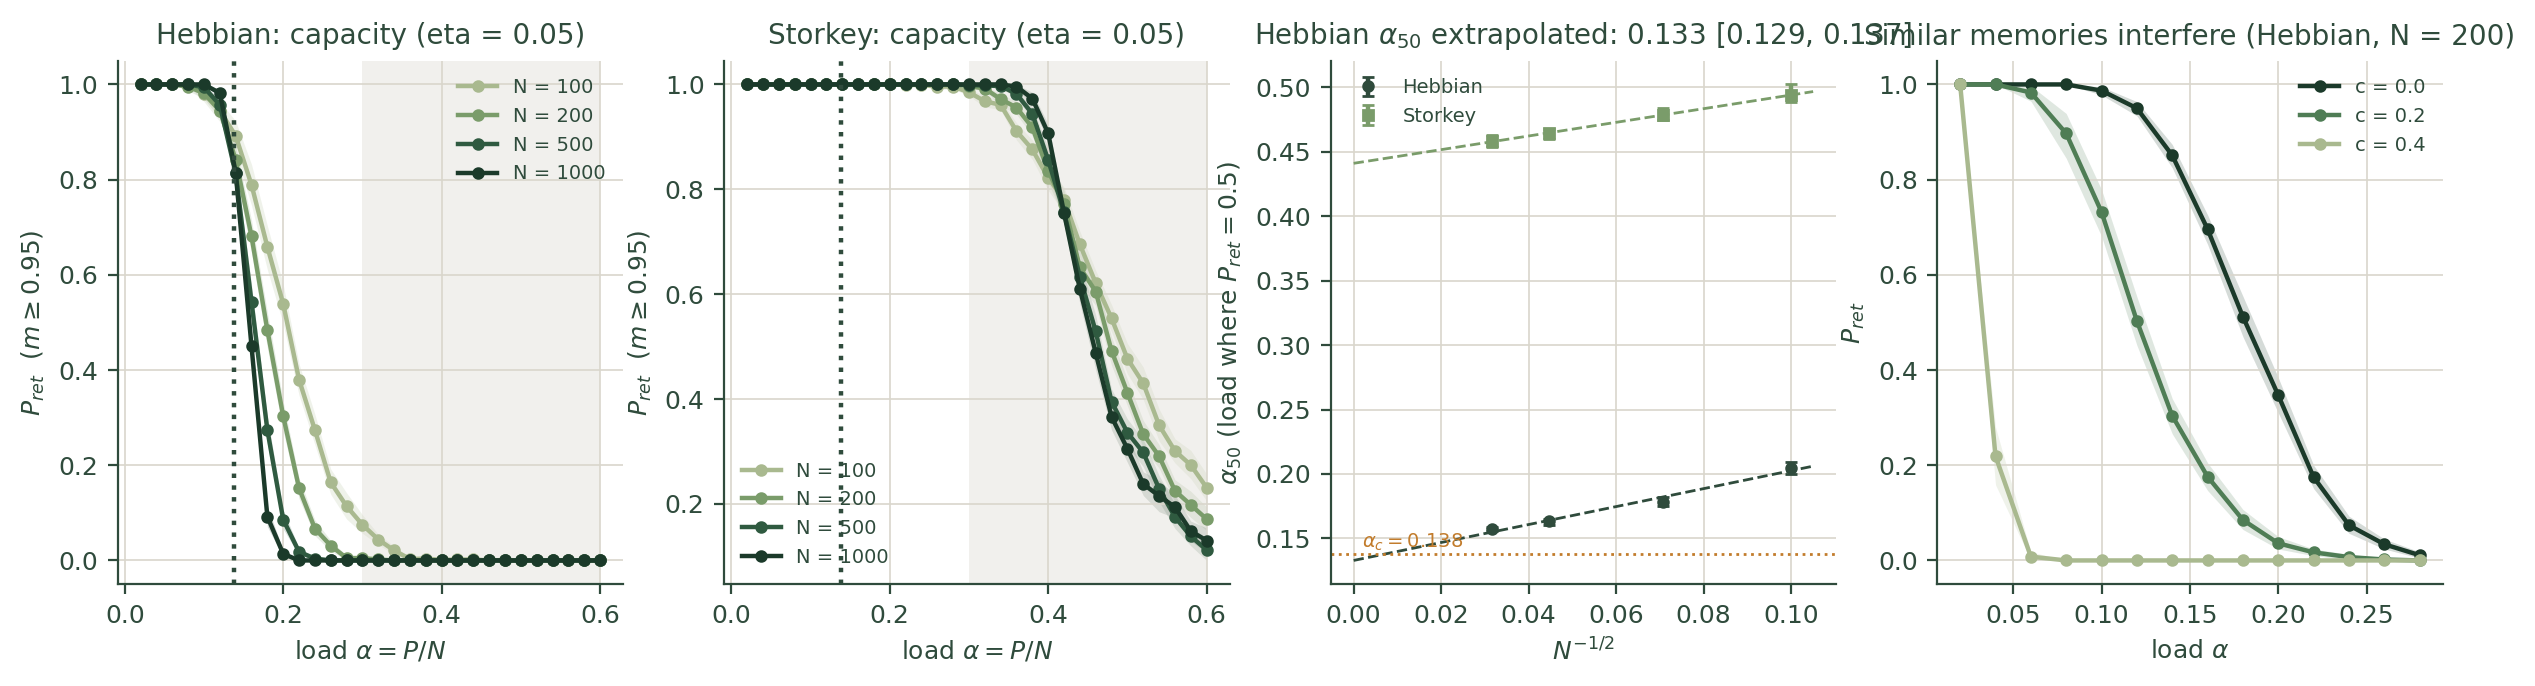 Hebbian: capacity (eta = 0.05)
P_ret (m ≥ 0.95)
1.0
0.8
0.6
0.4
0.2
0.0
N = 100
N = 200
N = 500
N = 1000
0.0 0.2 0.4 0.6
load α = P/N
Storkey: capacity (eta = 0.05)
P_ret (m ≥ 0.95)
1.0
0.8
0.6
0.4
0.2
N = 100
N = 200
N = 500
N = 1000
0.0 0.2 0.4 0.6
load α = P/N
Hebbian α₅₀ extrapolated: 0.133 [0.129, 0.137]
α₅₀ (load where P_ret = 0.5)
0.50
0.45
0.40
0.35
0.30
0.25
0.20
0.15
Hebbian
Storkey
α_c = 0.138
0.00 0.02 0.04 0.06 0.08 0.10
N^{-1/2}
Similar memories interfere (Hebbian, N = 200)
P_ret
1.0
0.8
0.6
0.4
0.2
0.0
c = 0.0
c = 0.2
c = 0.4
0.05 0.10 0.15 0.20 0.25
load α